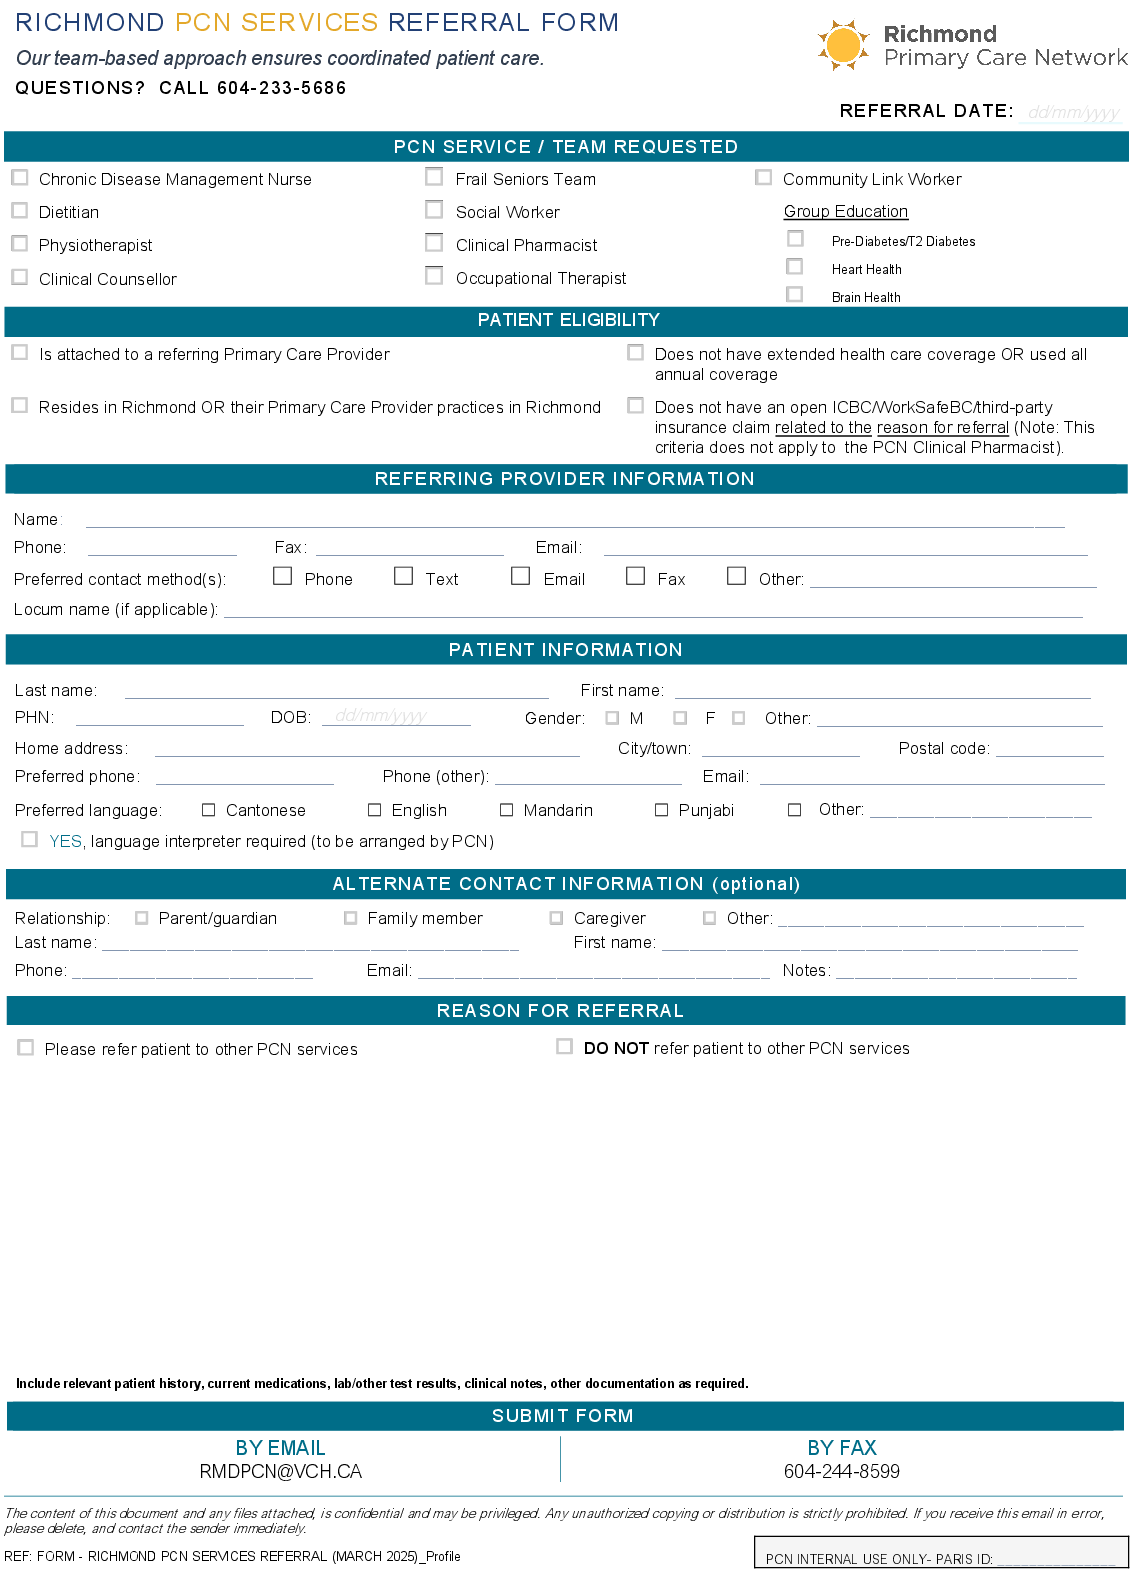 RICHMOND PCN SERVICES REFERRAL FORM
Our team-based approach ensures coordinated patient care.
QUESTIONS? CALL 604-233-5686
Richmond
Primary Care Network
REFERRAL DATE: dd/mm/yyyy
PCN SERVICE / TEAM REQUESTED
Chronic Disease Management Nurse
Frail Seniors Team
Community Link Worker
Dietitian
Social Worker
Group Education
Physiotherapist
Clinical Pharmacist
Pre-Diabetes/T2 Diabetes
Clinical Counsellor
Occupational Therapist
Heart Health
Brain Health
PATIENT ELIGIBILITY
Is attached to a referring Primary Care Provider
Does not have extended health care coverage OR used all
annual coverage
Resides in Richmond OR their Primary Care Provider practices in Richmond
Does not have an open ICBC/WorkSafeBC/third-party
insurance claim related to the reason for referral (Note: This
criteria does not apply to the PCN Clinical Pharmacist).
REFERRING PROVIDER INFORMATION
Name:
Phone: Fax: Email:
Preferred contact method(s): Phone Text Email Fax Other:
Locum name (if applicable):
PATIENT INFORMATION
Last name: First name:
PHN: DOB: dd/mm/yyyy Gender: M F Other:
Home address: City/town: Postal code:
Preferred phone: Phone (other): Email:
Preferred language: Cantonese English Mandarin Punjabi Other:
YES, language interpreter required (to be arranged by PCN)
ALTERNATE CONTACT INFORMATION (optional)
Relationship: Parent/guardian Family member Caregiver Other:
Last name: First name:
Phone: Email: Notes:
REASON FOR REFERRAL
Please refer patient to other PCN services
DO NOT refer patient to other PCN services
Include relevant patient history, current medications, lab/other test results, clinical notes, other documentation as required.
SUBMIT FORM
BY EMAIL
RMDPCN@VCH.CA
BY FAX
604-244-8599
The content of this document and any files attached, is confidential and may be privileged. Any unauthorized copying or distribution is strictly prohibited. If you receive this email in error,
please delete, and contact the sender immediately.
REF: FORM - RICHMOND PCN SERVICES REFERRAL (MARCH 2025)_Profile
PCN INTERNAL USE ONLY- PARIS ID: